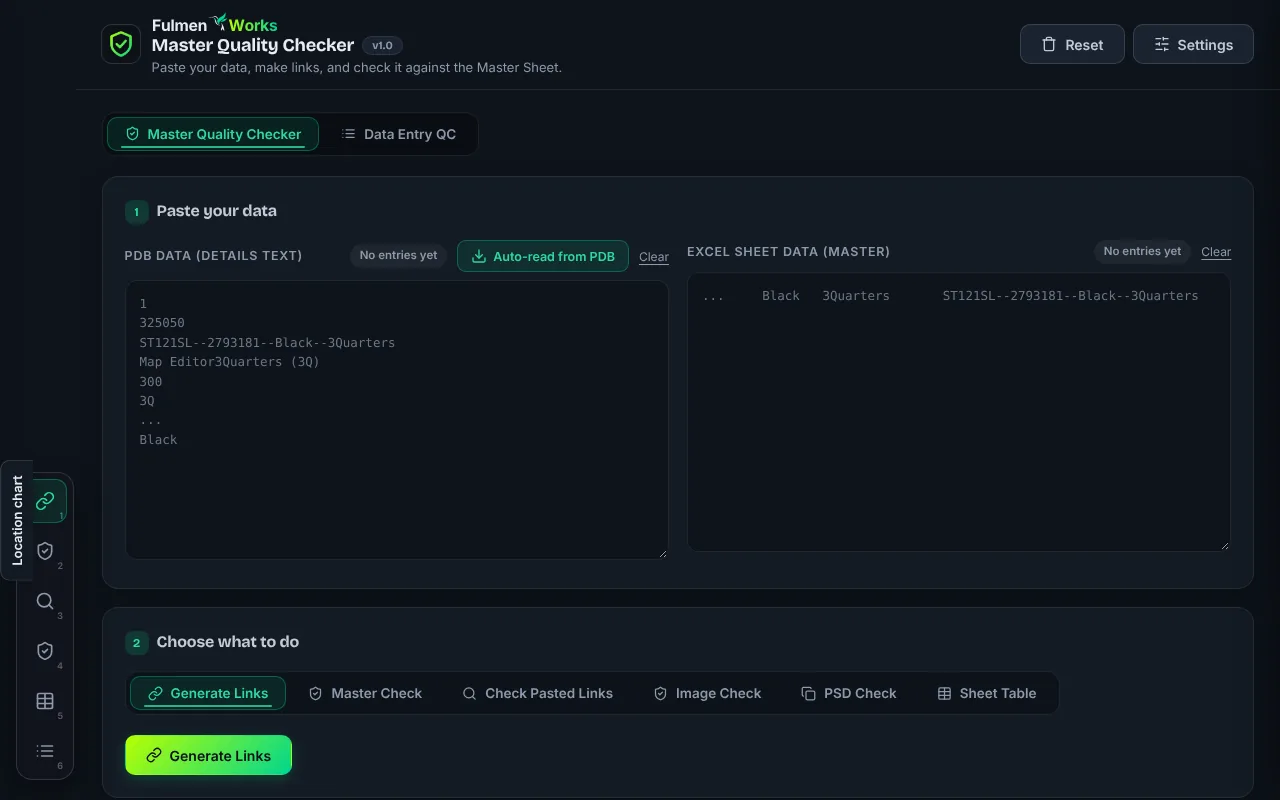 Fulmen Works
Master Quality Checker v1.0
Paste your data, make links, and check it against the Master Sheet.
Reset
Settings
Master Quality Checker
Data Entry QC
1 Paste your data
PDB DATA (DETAILS TEXT)
No entries yet
Auto-read from PDB
Clear
1
325050
ST121SL--2793181--Black--3Quarters
Map Editor3Quarters (3Q)
300
3Q
...
Black
EXCEL SHEET DATA (MASTER)
No entries yet
Clear
... Black 3Quarters ST121SL--2793181--Black--3Quarters
Location chart
1
2
3
4
5
6
2 Choose what to do
Generate Links
Master Check
Check Pasted Links
Image Check
PSD Check
Sheet Table
Generate Links